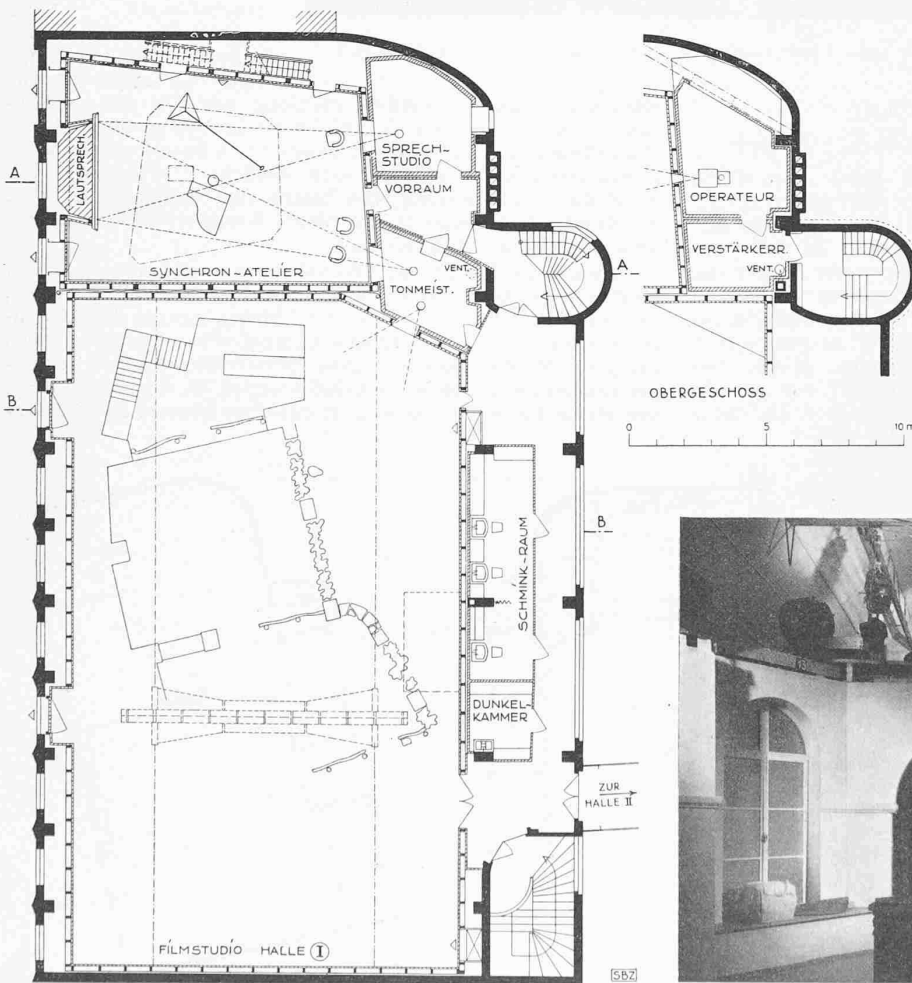 A
LAUTSPRECH.
SPRECH-
STUDIO
VORRAUM
SYNCHRON-ATELIER
VENT.
TONMEIST.
A
B
B
SCHMINK-RAUM
DUNKEL-
KAMMER
ZUR
HALLE II
FILMSTUDIO HALLE I
OPERATEUR
VERSTÄRKERR.
VENT.
OBERGESCHOSS
0 5 10 m
13
SBZ